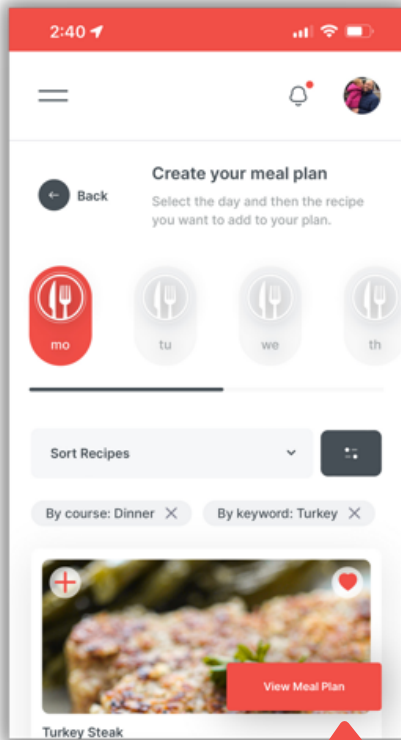 2:40
Create your meal plan
Back
Select the day and then the recipe
you want to add to your plan.
mo tu we th
Sort Recipes
By course: Dinner By keyword: Turkey
View Meal Plan
Turkey Steak